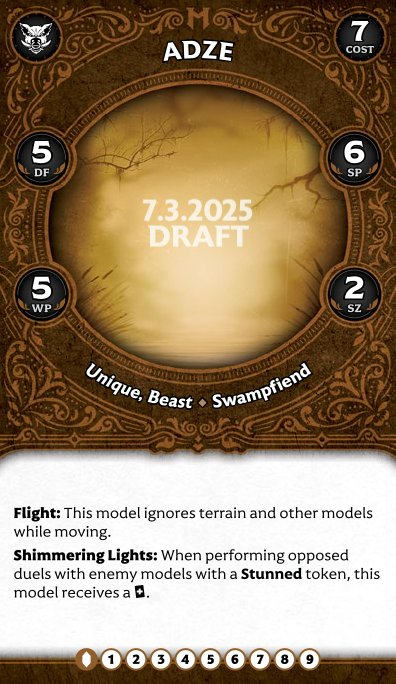 M
ADZE
7
COST
5
DF
6
SP
7.3.2025
DRAFT
5
WP
2
SZ
Unique, Beast ◆ Swampfiend
Flight: This model ignores terrain and other models
while moving.
Shimmering Lights: When performing opposed
duels with enemy models with a Stunned token, this
model receives a .
1 2 3 4 5 6 7 8 9